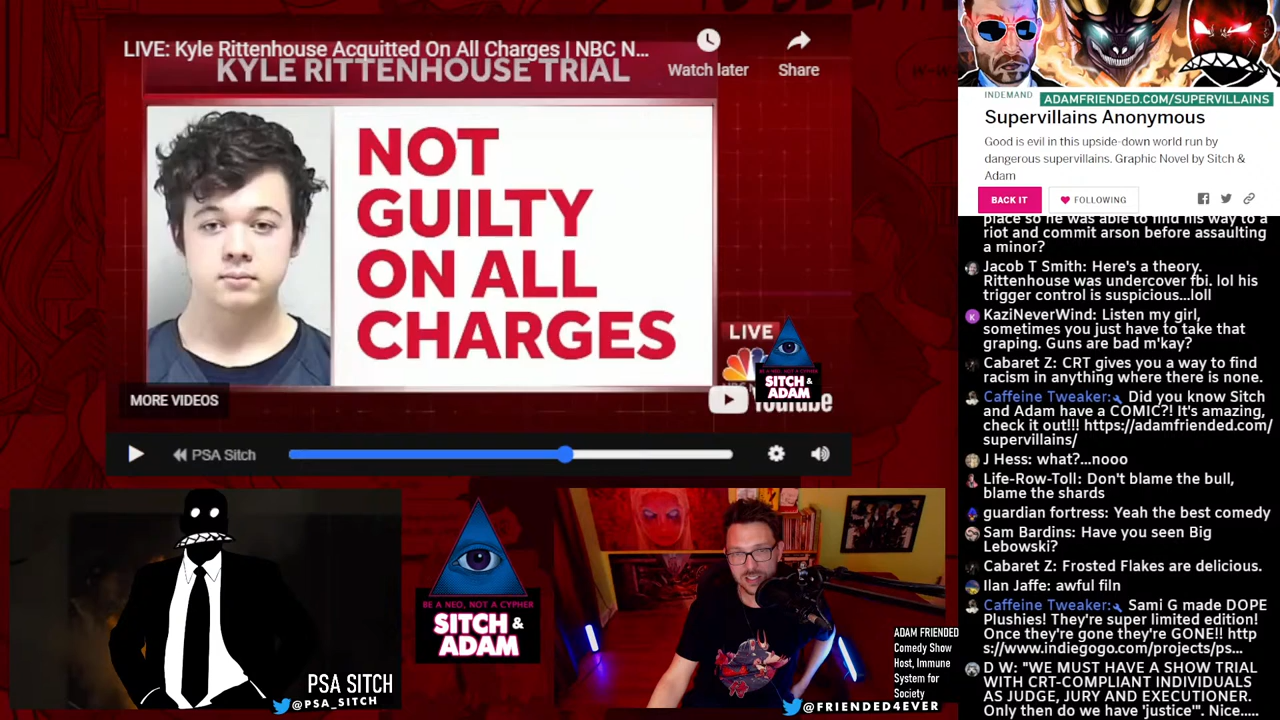 LIVE: Kyle Rittenhouse Acquitted On All Charges | NBC N...
KYLE RITTENHOUSE TRIAL
Watch later
Share
NOT
GUILTY
ON ALL
CHARGES
LIVE
BE A NEO, NOT A CYPHER
SITCH &
ADAM
YouTube
MORE VIDEOS
PSA Sitch
INDEMAND
ADAMFRIENDED.COM/SUPERVILLAINS
Supervillains Anonymous
Good is evil in this upside-down world run by
dangerous supervillains. Graphic Novel by Sitch &
Adam
BACK IT
FOLLOWING
place so he was able to find his way to a
riot and commit arson before assaulting
a minor?
Jacob T Smith: Here's a theory.
Rittenhouse was undercover fbi. lol his
trigger control is suspicious...loll
K
KaziNeverWind: Listen my girl,
sometimes you just have to take that
graping. Guns are bad m'kay?
Cabaret Z: CRT gives you a way to find
racism in anything where there is none.
Caffeine Tweaker: Did you know Sitch
and Adam have a COMIC?! It's amazing,
check it out!!! https://adamfriended.com/
supervillains/
J Hess: what?...nooo
Life-Row-Toll: Don't blame the bull,
blame the shards
guardian fortress: Yeah the best comedy
Sam Bardins: Have you seen Big
Lebowski?
Cabaret Z: Frosted Flakes are delicious.
Ilan Jaffe: awful filn
Caffeine Tweaker: Sami G made DOPE
Plushies! They're super limited edition!
Once they're gone they're GONE!! http
s://www.indiegogo.com/projects/ps...
D W: "WE MUST HAVE A SHOW TRIAL
WITH CRT-COMPLIANT INDIVIDUALS
AS JUDGE, JURY AND EXECUTIONER.
Only then do we have 'justice'". Nice.....
PSA SITCH
@PSA_SITCH
BE A NEO, NOT A CYPHER
SITCH &
ADAM
ADAM FRIENDED
Comedy Show
Host, Immune
System for
Society
@FRIENDED4EVER